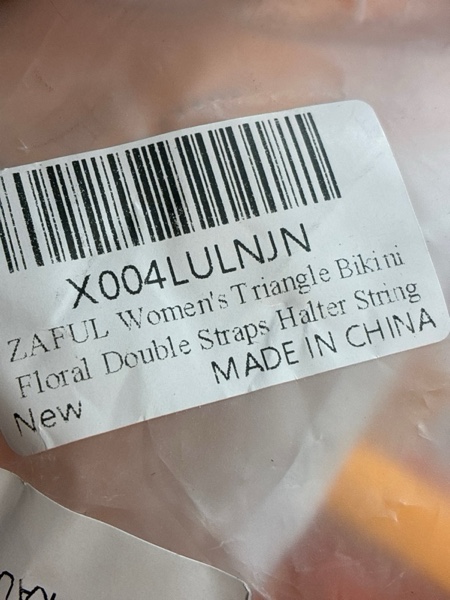 X004LULNJN
ZAFUL Women's Triangle Bikini
Floral Double Straps Halter String
New
MADE IN CHINA